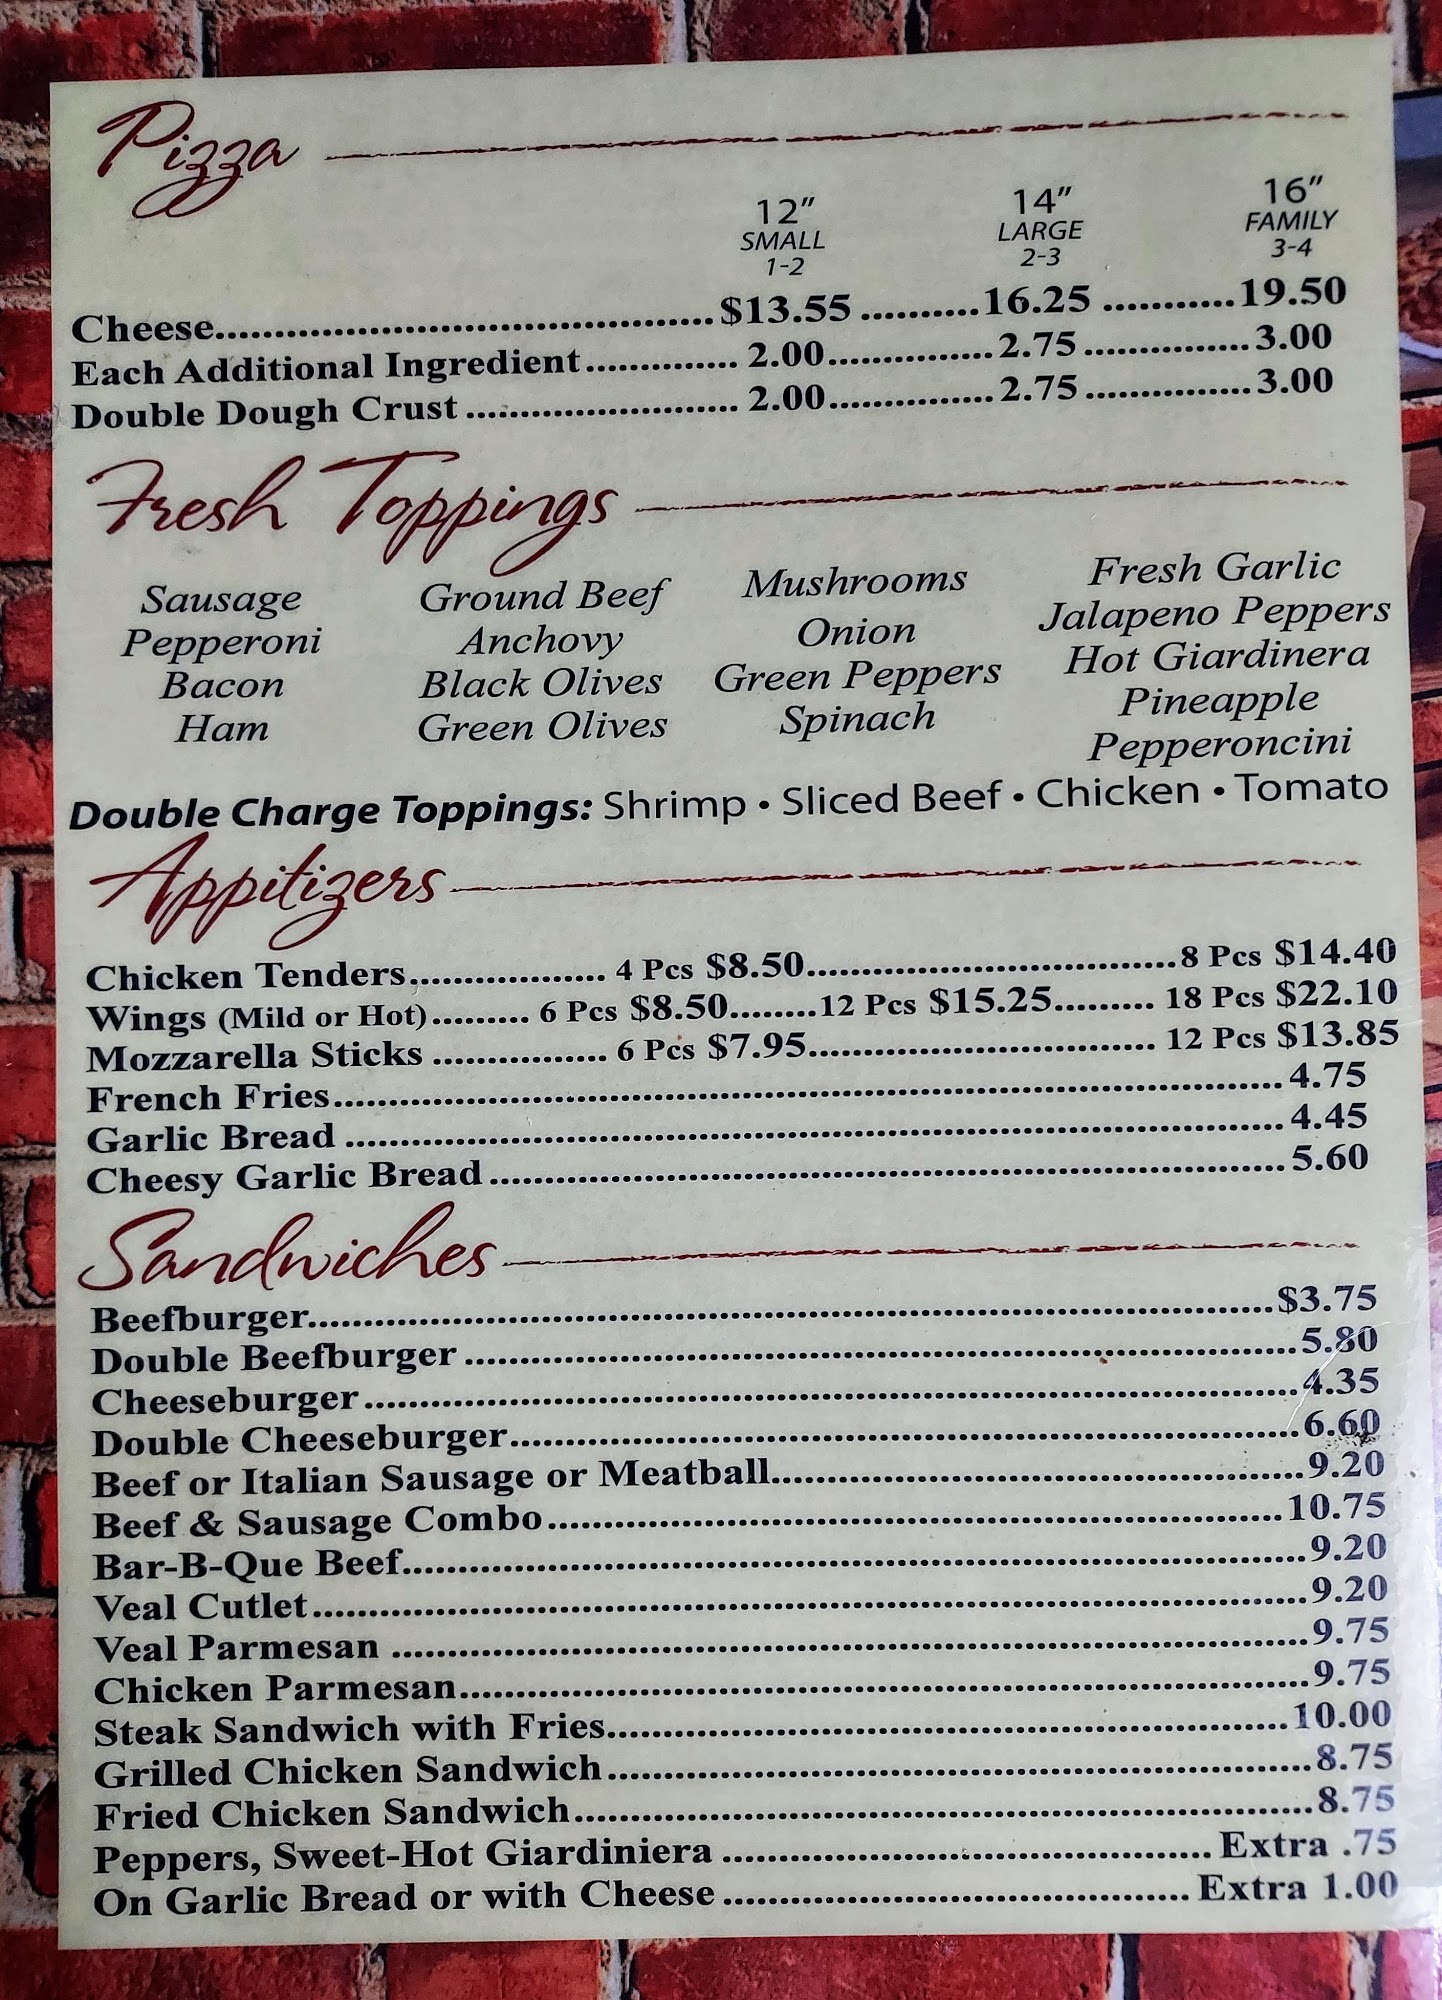 Pizza
12" 14" 16"
SMALL LARGE FAMILY
1-2 2-3 3-4
Cheese........................................$13.55..........16.25...........19.50
Each Additional Ingredient..............2.00...............2.75...............3.00
Double Dough Crust........................2.00...............2.75...............3.00
Fresh Toppings
Sausage Ground Beef Mushrooms Fresh Garlic
Pepperoni Anchovy Onion Jalapeno Peppers
Bacon Black Olives Green Peppers Hot Giardinera
Ham Green Olives Spinach Pineapple
Pepperoncini
Double Charge Toppings: Shrimp • Sliced Beef • Chicken • Tomato
Appitizers
Chicken Tenders.................. 4 Pcs $8.50..................................8 Pcs $14.40
Wings (Mild or Hot)......... 6 Pcs $8.50........12 Pcs $15.25......... 18 Pcs $22.10
Mozzarella Sticks ................ 6 Pcs $7.95................................ 12 Pcs $13.85
French Fries....................................................................4.75
Garlic Bread ....................................................................4.45
Cheesy Garlic Bread.........................................................5.60
Sandwiches
Beefburger....................................................................$3.75
Double Beefburger ..........................................................5.80
Cheeseburger..................................................................4.35
Double Cheeseburger........................................................6.60
Beef or Italian Sausage or Meatball......................................9.20
Beef & Sausage Combo....................................................10.75
Bar-B-Que Beef...............................................................9.20
Veal Cutlet.....................................................................9.20
Veal Parmesan ................................................................9.75
Chicken Parmesan............................................................9.75
Steak Sandwich with Fries.................................................10.00
Grilled Chicken Sandwich..................................................8.75
Fried Chicken Sandwich....................................................8.75
Peppers, Sweet-Hot Giardiniera ................................... Extra .75
On Garlic Bread or with Cheese ................................. Extra 1.00